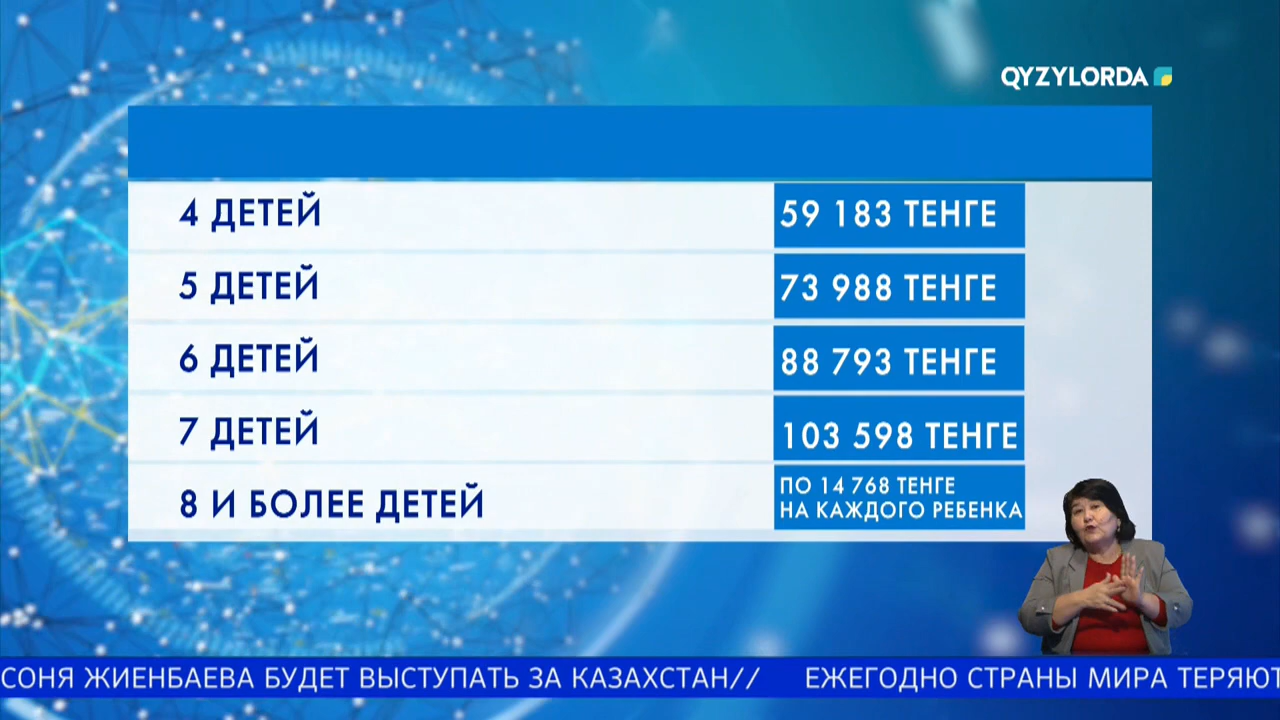 QYZYLORDA
4 ДЕТЕЙ
59 183 ТЕНГЕ
5 ДЕТЕЙ
73 988 ТЕНГЕ
6 ДЕТЕЙ
88 793 ТЕНГЕ
7 ДЕТЕЙ
103 598 ТЕНГЕ
8 И БОЛЕЕ ДЕТЕЙ
ПО 14 768 ТЕНГЕ
НА КАЖДОГО РЕБЕНКА
СОНЯ ЖИЕНБАЕВА БУДЕТ ВЫСТУПАТЬ ЗА КАЗАХСТАН// ЕЖЕГОДНО СТРАНЫ МИРА ТЕРЯЮТ